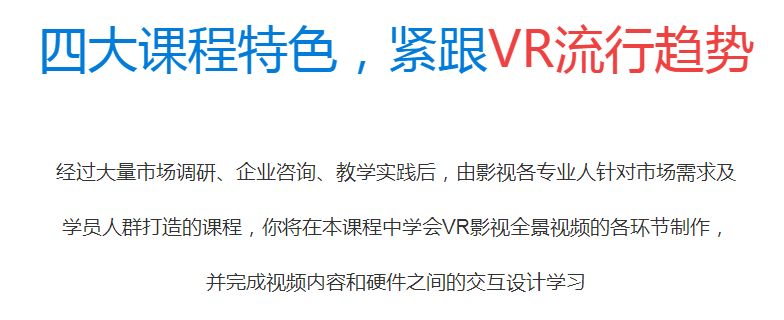 四大课程特色，紧跟VR流行趋势
经过大量市场调研、企业咨询、教学实践后，由影视各专业人针对市场需求及
学员人群打造的课程，你将在本课程中学会VR影视全景视频的各环节制作，
并完成视频内容和硬件之间的交互设计学习